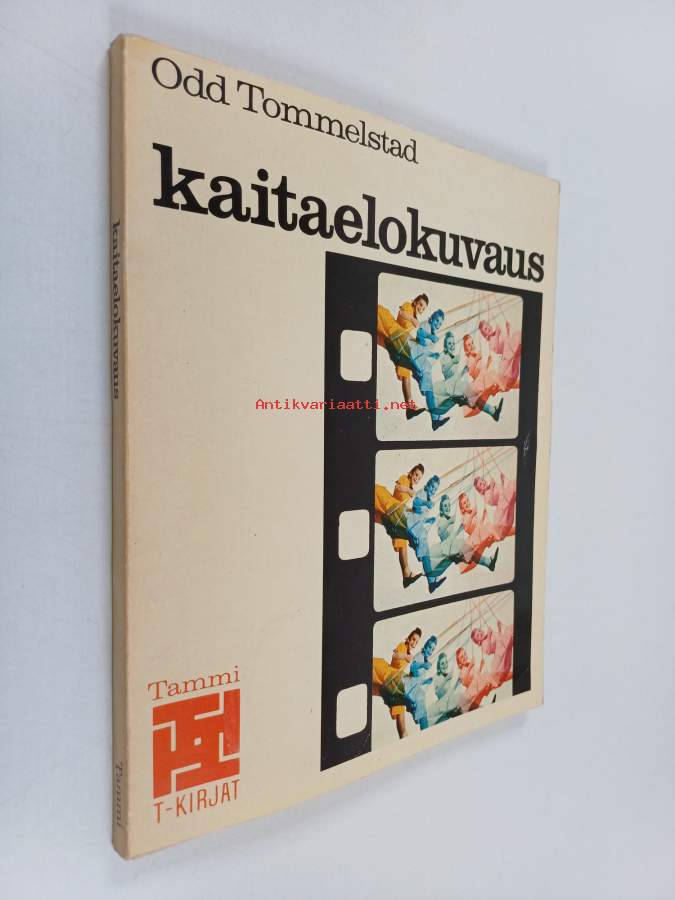 Odd Tommelstad
kaitaelokuvaus
Antikvariaatti.net
Tammi
T-KIRJAT
kaitaelokuvaus
Tammi